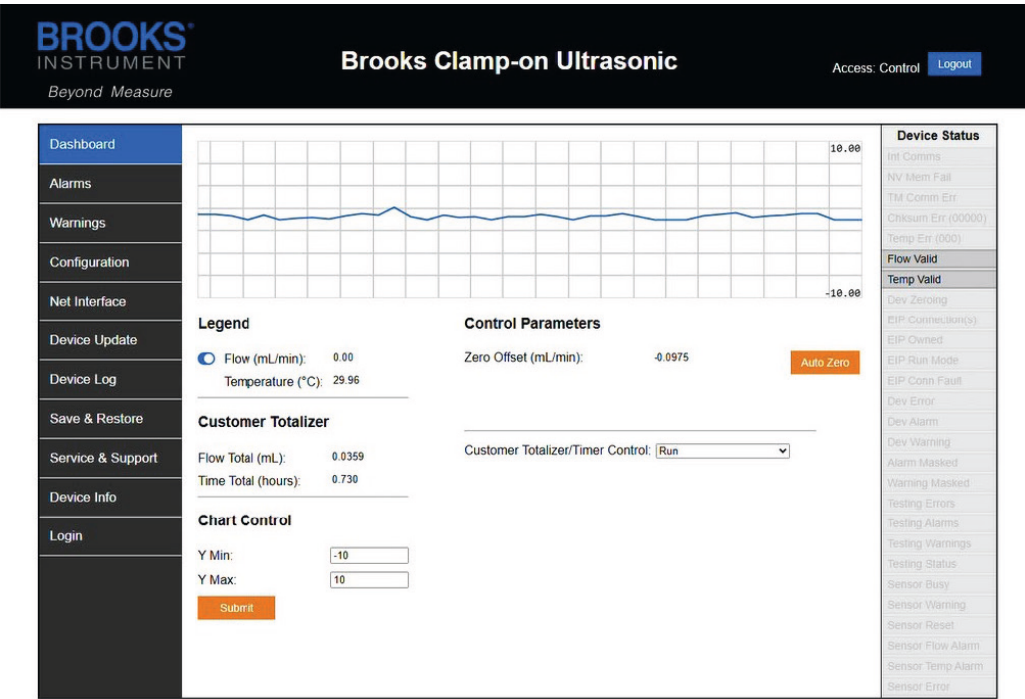 BROOKS®
INSTRUMENT
Beyond Measure
Brooks Clamp-on Ultrasonic
Access: Control
Logout
Dashboard
Alarms
Warnings
Configuration
Net Interface
Device Update
Device Log
Save & Restore
Service & Support
Device Info
Login
10.00
-10.00
Legend
Flow (mL/min): 0.00
Temperature (°C): 29.96
Customer Totalizer
Flow Total (mL): 0.0359
Time Total (hours): 0.730
Chart Control
Y Min: -10
Y Max: 10
Submit
Control Parameters
Zero Offset (mL/min): -0.0975
Auto Zero
Customer Totalizer/Timer Control: Run
Device Status
Int Comms
NV Mem Fail
TM Comm Err
Chksum Err (00000)
Temp Err (000)
Flow Valid
Temp Valid
Dev Zeroing
EIP Connection(s)
EIP Owned
EIP Run Mode
EIP Conn Fault
Dev Error
Dev Alarm
Dev Warning
Alarm Masked
Warning Masked
Testing Errors
Testing Alarms
Testing Warnings
Testing Status
Sensor Busy
Sensor Warning
Sensor Reset
Sensor Flow Alarm
Sensor Temp Alarm
Sensor Error